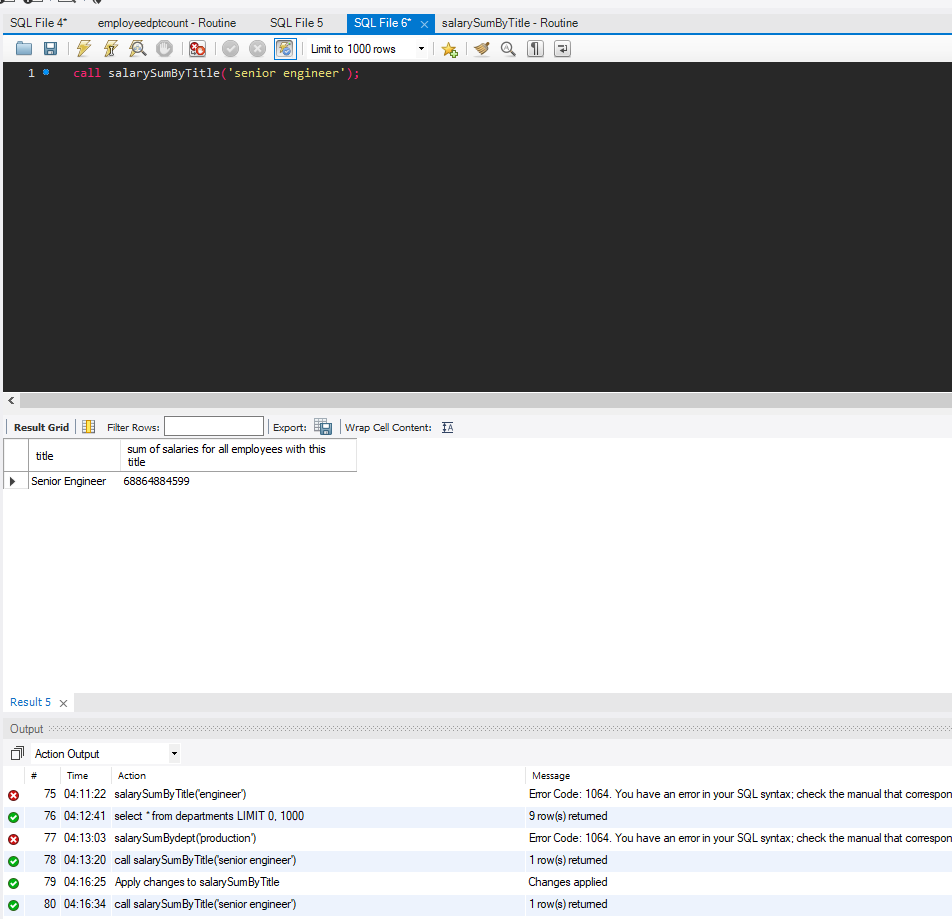 SQL File 4* employeedptcount - Routine SQL File 5 SQL File 6* salarySumByTitle - Routine
Limit to 1000 rows
1 call salarySumByTitle('senior engineer');
Result Grid Filter Rows: Export: Wrap Cell Content: IA
title sum of salaries for all employees with this
title
Senior Engineer 68864884599
Result 5
Output
Action Output
# Time Action Message
75 04:11:22 salarySumByTitle('engineer') Error Code: 1064. You have an error in your SQL syntax; check the manual that correspon
76 04:12:41 select * from departments LIMIT 0, 1000 9 row(s) returned
77 04:13:03 salarySumBydept('production') Error Code: 1064. You have an error in your SQL syntax; check the manual that correspon
78 04:13:20 call salarySumByTitle('senior engineer') 1 row(s) returned
79 04:16:25 Apply changes to salarySumByTitle Changes applied
80 04:16:34 call salarySumByTitle('senior engineer') 1 row(s) returned